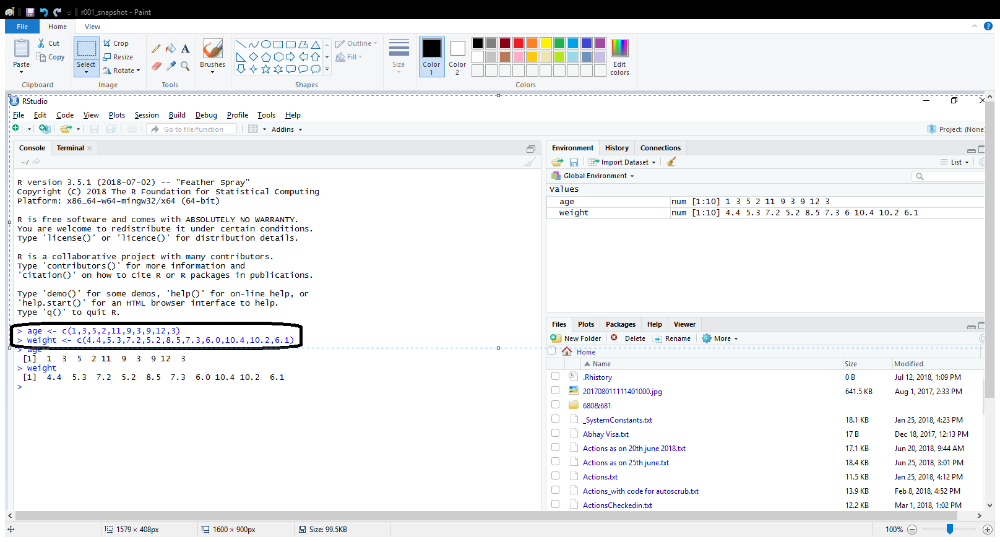 r001_snapshot - Paint
File Home View
Paste Cut Copy Clipboard
Select Crop Resize Rotate Image
Tools
Brushes
Shapes Outline Fill
Size
Color 1 Color 2 Edit colors Colors
RStudio
File Edit Code View Plots Session Build Debug Profile Tools Help
Go to file/function Addins Project: (None)
Console Terminal
~/
R version 3.5.1 (2018-07-02) -- "Feather Spray"
Copyright (C) 2018 The R Foundation for Statistical Computing
Platform: x86_64-w64-mingw32/x64 (64-bit)
R is free software and comes with ABSOLUTELY NO WARRANTY.
You are welcome to redistribute it under certain conditions.
Type 'license()' or 'licence()' for distribution details.
R is a collaborative project with many contributors.
Type 'contributors()' for more information and
'citation()' on how to cite R or R packages in publications.
Type 'demo()' for some demos, 'help()' for on-line help, or
'help.start()' for an HTML browser interface to help.
Type 'q()' to quit R.
> age <- c(1,3,5,2,11,9,3,9,12,3)
> weight <- c(4.4,5.3,7.2,5.2,8.5,7.3,6.0,10.4,10.2,6.1)
> age
[1] 1 3 5 2 11 9 3 9 12 3
> weight
[1] 4.4 5.3 7.2 5.2 8.5 7.3 6.0 10.4 10.2 6.1
>
Environment History Connections
Import Dataset List
Global Environment
Values
age num [1:10] 1 3 5 2 11 9 3 9 12 3
weight num [1:10] 4.4 5.3 7.2 5.2 8.5 7.3 6 10.4 10.2 6.1
Files Plots Packages Help Viewer
New Folder Delete Rename More
Home
Name Size Modified
.Rhistory 0 B Jul 12, 2018, 1:09 PM
201708011111401000.jpg 641.5 KB Aug 1, 2017, 2:33 PM
680&681
_SystemConstants.txt 18.1 KB Jan 25, 2018, 4:23 PM
Abhay Visa.txt 17 B Dec 18, 2017, 12:13 PM
Actions as on 20th june 2018.txt 17.1 KB Jun 20, 2018, 9:44 AM
Actions as on 25th june.txt 18.4 KB Jun 25, 2018, 3:01 PM
Actions.txt 11.5 KB Jan 25, 2018, 4:12 PM
Actions_with code for autoscrub.txt 13.9 KB Feb 8, 2018, 4:52 PM
ActionsCheckedin.txt 12.2 KB Mar 1, 2018, 1:02 PM
1579 × 408px 1600 × 900px Size: 99.5KB 100%